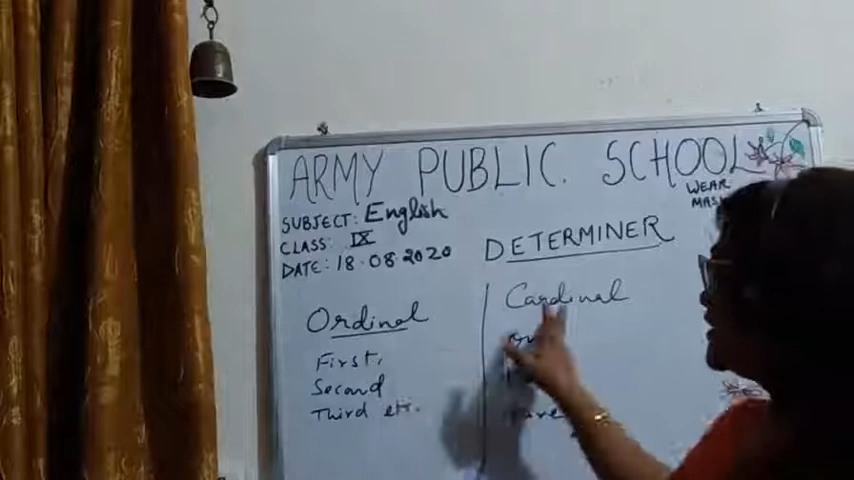 ARMY PUBLIC SCHOOL
WEAR
SUBJECT: English
CLASS: IX
DATE: 18.08.2020
DETERMINER
Ordinal
First,
Second
Third etc.
Cardinal